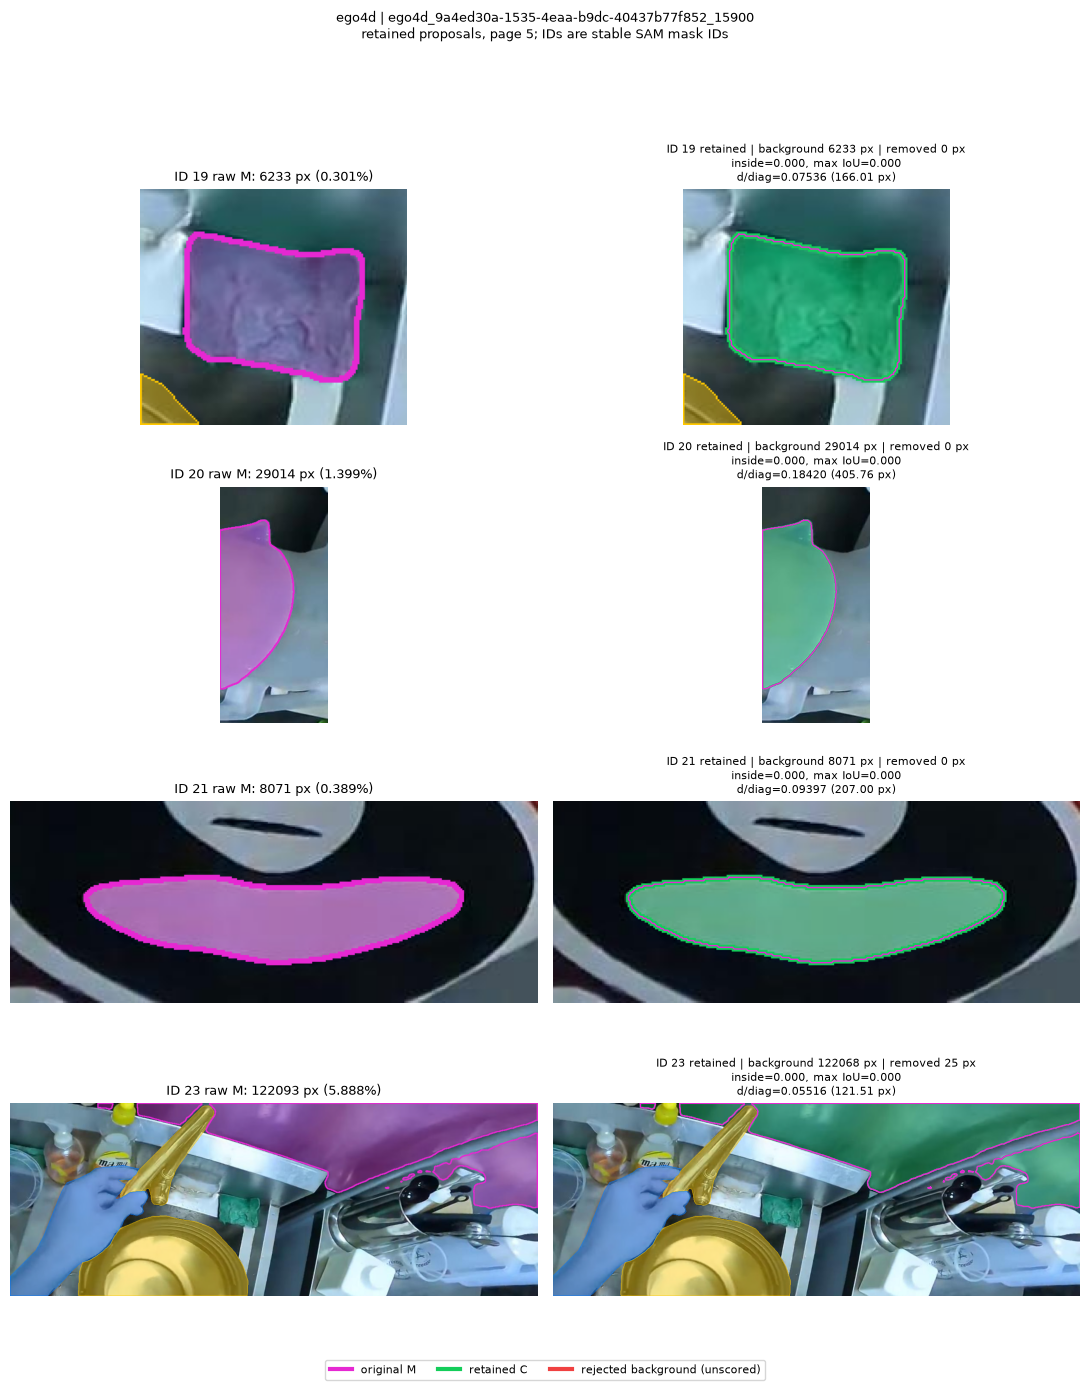 ego4d | ego4d_9a4ed30a-1535-4eaa-b9dc-40437b77f852_15900
retained proposals, page 5; IDs are stable SAM mask IDs
ID 19 raw M: 6233 px (0.301%)
ID 19 retained | background 6233 px | removed 0 px
inside=0.000, max IoU=0.000
d/diag=0.07536 (166.01 px)
ID 20 raw M: 29014 px (1.399%)
ID 20 retained | background 29014 px | removed 0 px
inside=0.000, max IoU=0.000
d/diag=0.18420 (405.76 px)
ID 21 raw M: 8071 px (0.389%)
ID 21 retained | background 8071 px | removed 0 px
inside=0.000, max IoU=0.000
d/diag=0.09397 (207.00 px)
ID 23 raw M: 122093 px (5.888%)
ID 23 retained | background 122068 px | removed 25 px
inside=0.000, max IoU=0.000
d/diag=0.05516 (121.51 px)
original M
retained C
rejected background (unscored)